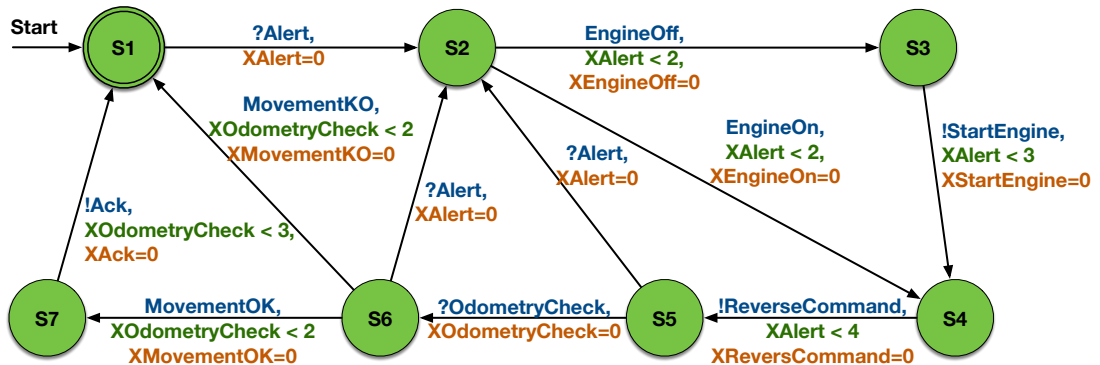 Start
S1
?Alert,
XAlert=0
S2
EngineOff,
XAlert < 2,
XEngineOff=0
S3
MovementKO,
XOdometryCheck < 2
XMovementKO=0
EngineOn,
XAlert < 2,
XEngineOn=0
!StartEngine,
XAlert < 3
XStartEngine=0
?Alert,
XAlert=0
?Alert,
XAlert=0
!Ack,
XOdometryCheck < 3,
XAck=0
S7
MovementOK,
XOdometryCheck < 2
XMovementOK=0
S6
?OdometryCheck,
XOdometryCheck=0
S5
!ReverseCommand,
XAlert < 4
XReversCommand=0
S4